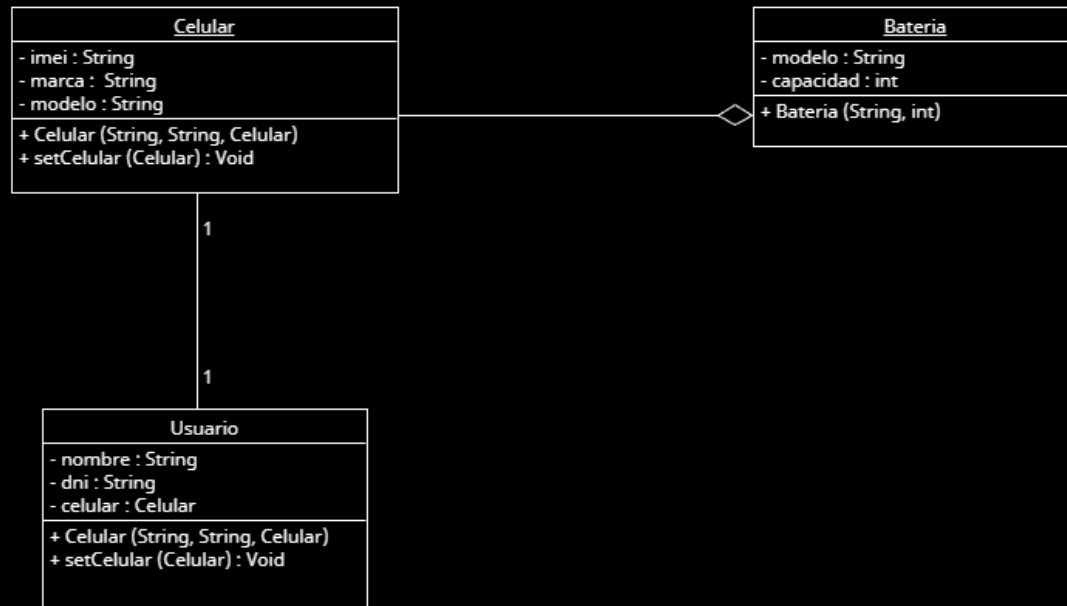 Celular
- imei : String
- marca :  String
- modelo : String
+ Celular (String, String, Celular)
+ setCelular (Celular) : Void
Bateria
- modelo : String
- capacidad : int
+ Bateria (String, int)
1
1
Usuario
- nombre : String
- dni : String
- celular : Celular
+ Celular (String, String, Celular)
+ setCelular (Celular) : Void